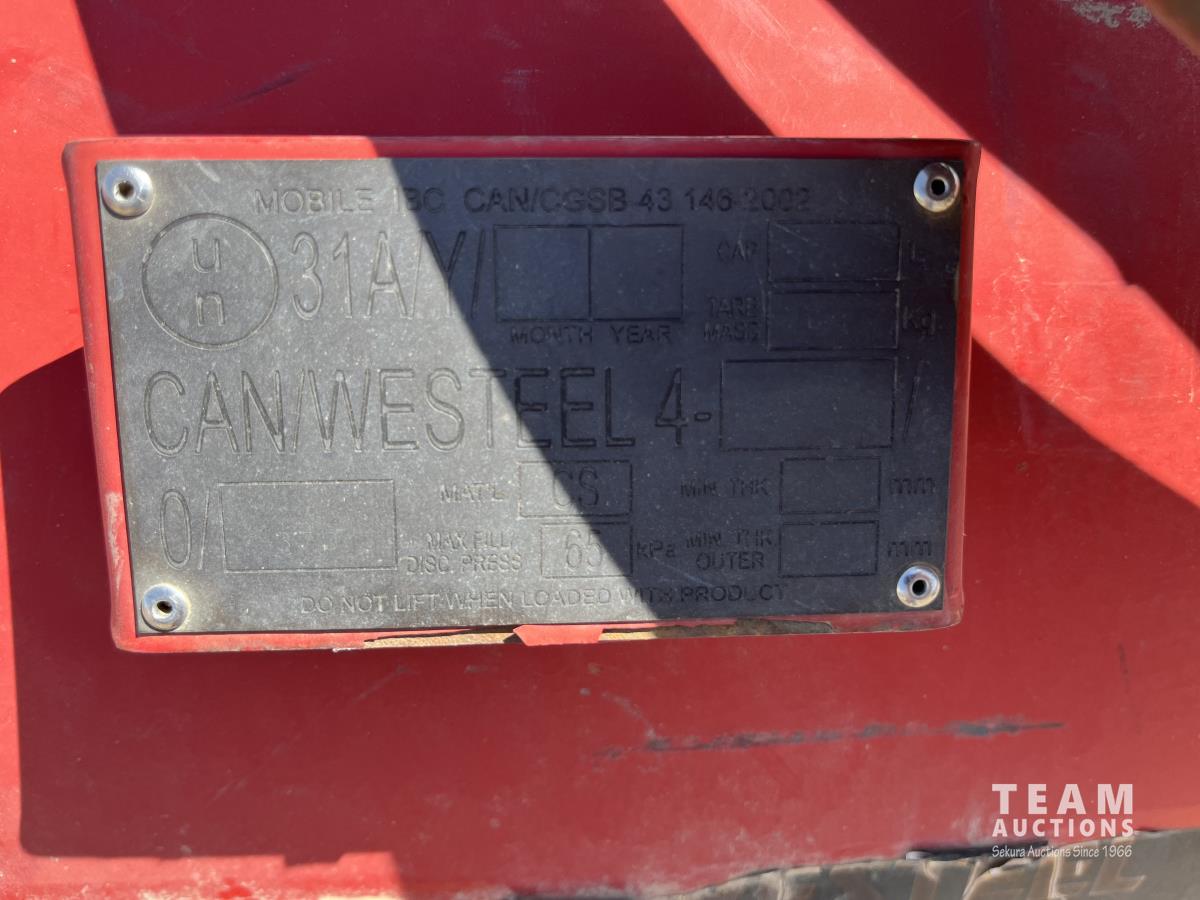 MOBILE IBC CAN/CGSB 43 146-2002
un 31A/Y/ CAP L
MONTH YEAR TARE MASS Kg
CAN/WESTEEL 4- /
0/ MAT'L CS MIN. THK mm
MAX FILL/ DISC. PRESS 65 kPa MIN. THK OUTER mm
DO NOT LIFT WHEN LOADED WITH PRODUCT
TEAM
AUCTIONS
Sekura Auctions Since 1966